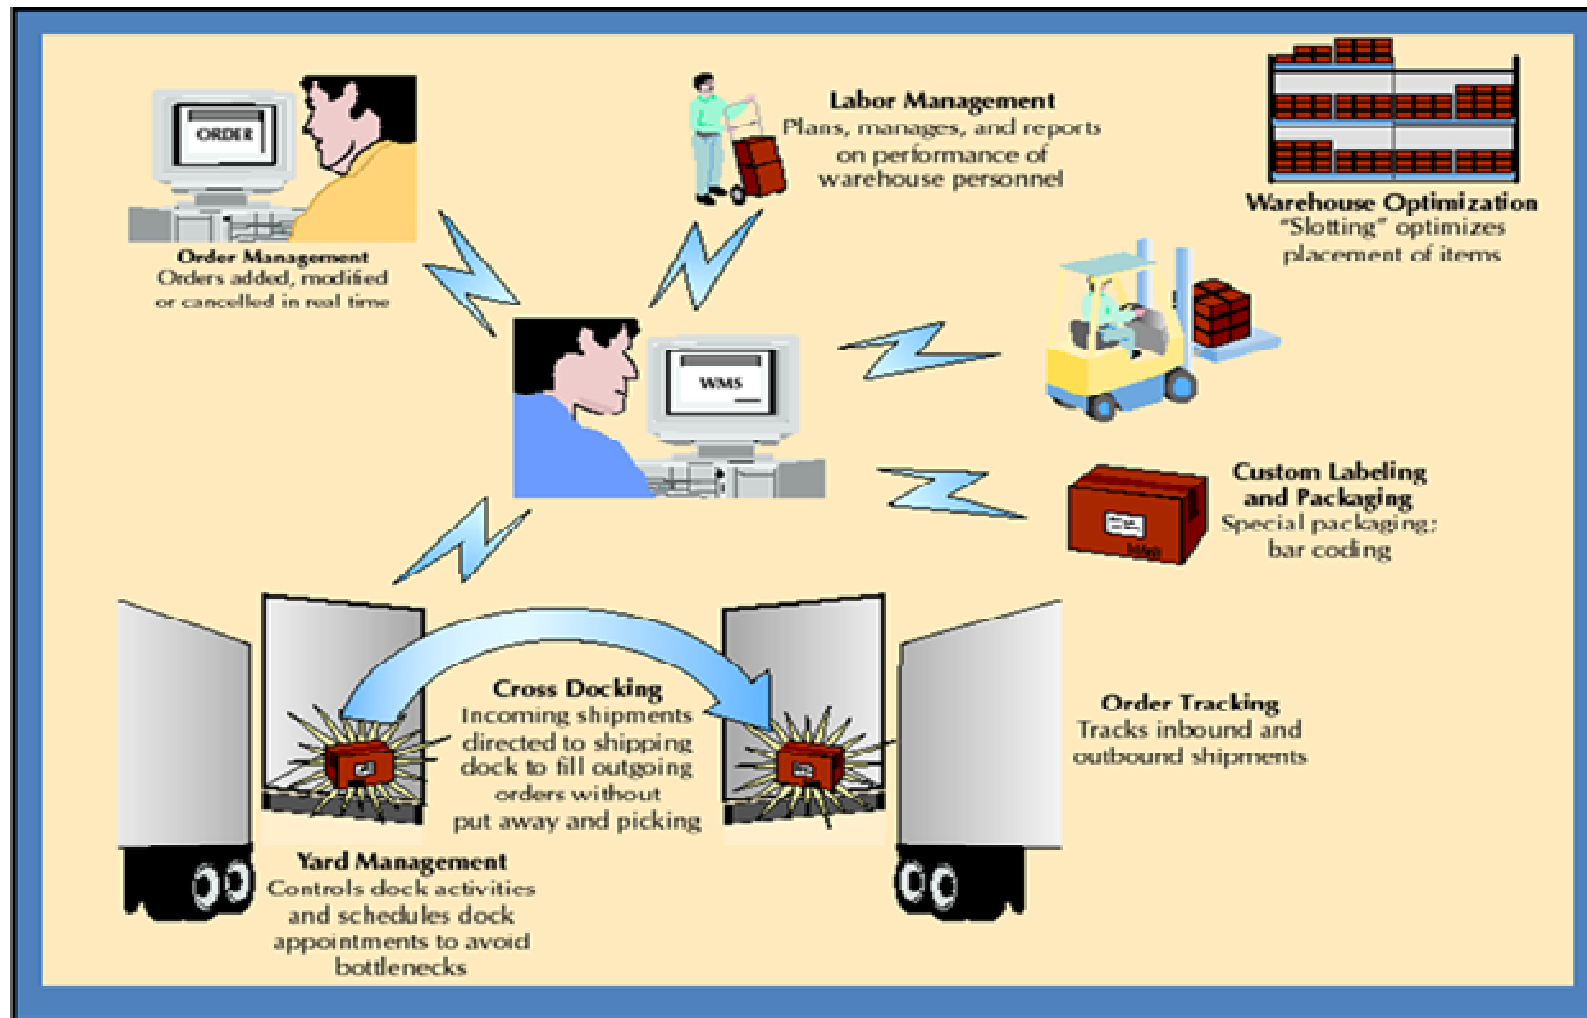 ORDER
Order Management
Orders added, modified
or cancelled in real time
Labor Management
Plans, manages, and reports
on performance of
warehouse personnel
Warehouse Optimization
"Slotting" optimizes
placement of items
WMS
Custom Labeling
and Packaging
Special packaging;
bar coding
Cross Docking
Incoming shipments
directed to shipping
dock to fill outgoing
orders without
put away and picking
Order Tracking
Tracks inbound and
outbound shipments
Yard Management
Controls dock activities
and schedules dock
appointments to avoid
bottlenecks